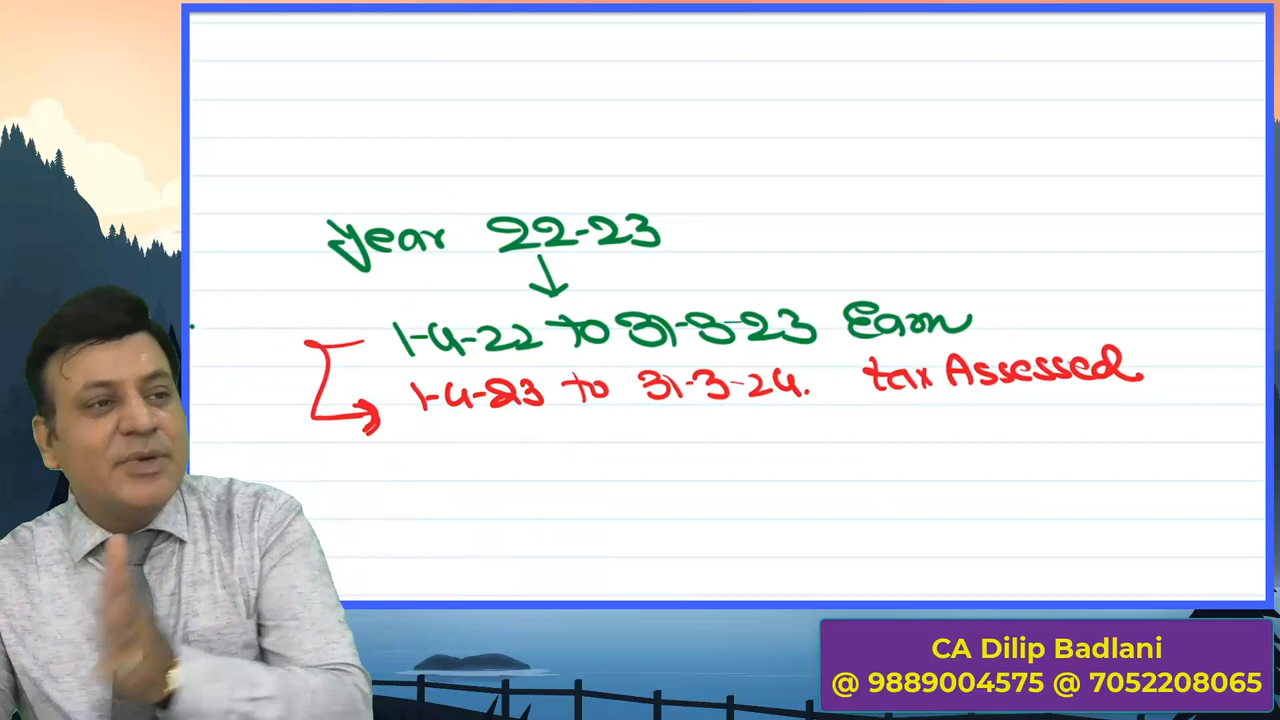 year 22-23
1-4-22 to 31-3-23 Earn
1-4-23 to 31-3-24. tax Assessed
CA Dilip Badlani
@ 9889004575 @ 7052208065